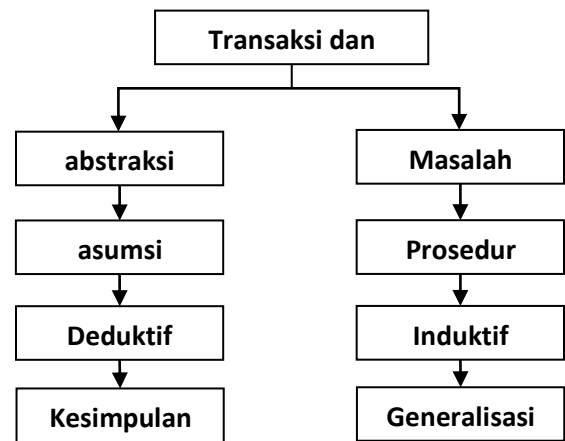 Transaksi dan
abstraksi
asumsi
Deduktif
Kesimpulan
Masalah
Prosedur
Induktif
Generalisasi